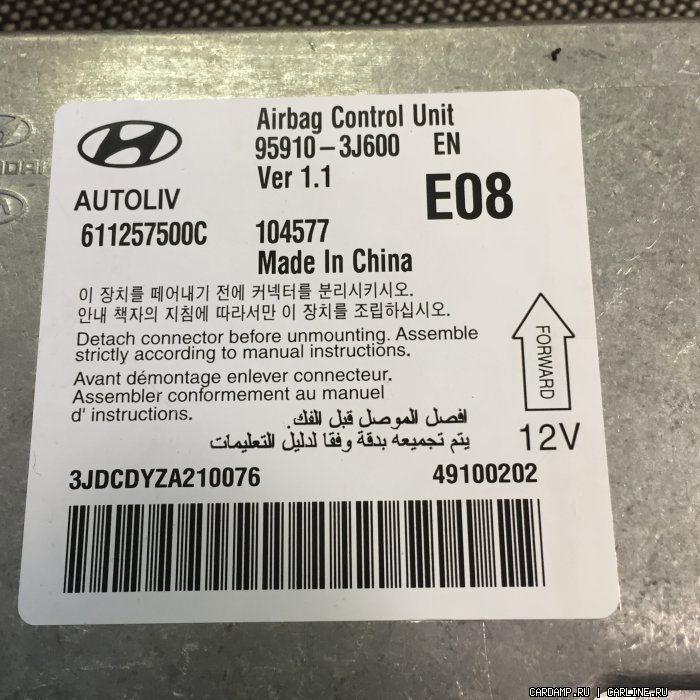 Airbag Control Unit
95910-3J600 EN
Ver 1.1
E08
AUTOLIV
611257500C 104577
Made In China
이 장치를 떼어내기 전에 커넥터를 분리시키시오.
안내 책자의 지침에 따라서만 이 장치를 조립하십시오.
Detach connector before unmounting. Assemble
strictly according to manual instructions.
Avant démontage enlever connecteur.
Assembler conformement au manuel
d' instructions.
افصل الموصل قبل الفك.
يتم تجميعه بدقة وفقا لدليل التعليمات
FORWARD
12V
3JDCDYZA210076 49100202
CARDAMP.RU | CARLINE.RU